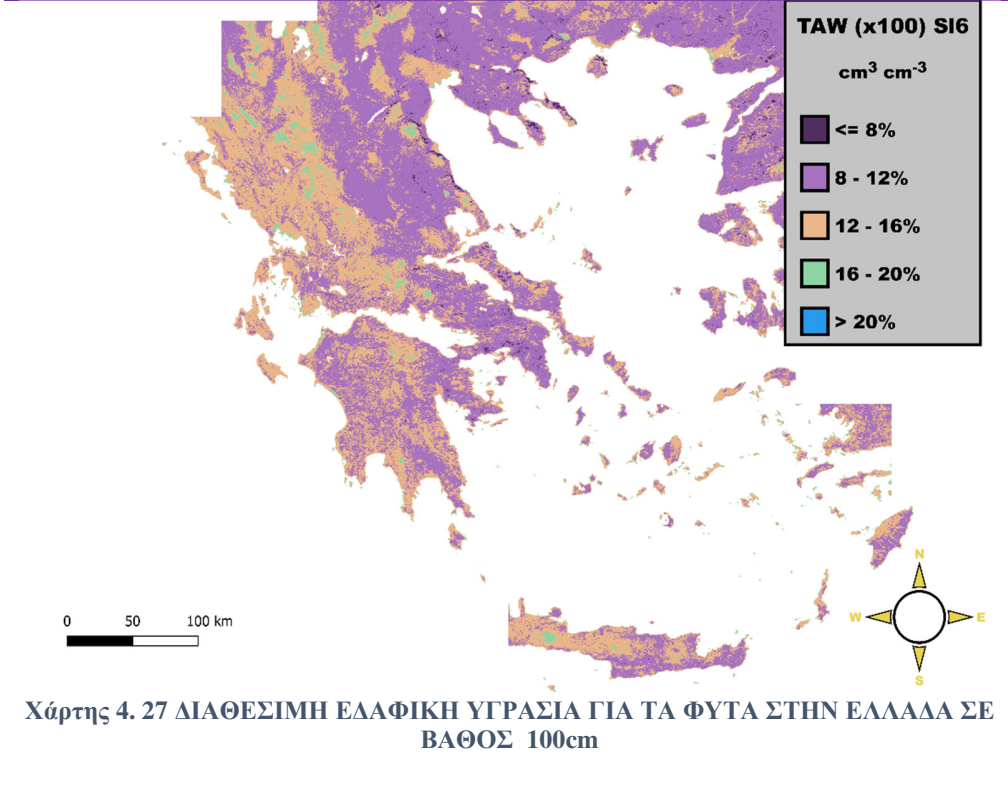 TAW (x100) Sl6
cm³ cm⁻³
<= 8%
8 - 12%
12 - 16%
16 - 20%
> 20%
N
W E
S
0 50 100 km
Χάρτης 4. 27 ΔΙΑΘΕΣΙΜΗ ΕΔΑΦΙΚΗ ΥΓΡΑΣΙΑ ΓΙΑ ΤΑ ΦΥΤΑ ΣΤΗΝ ΕΛΛΑΔΑ ΣΕ
ΒΑΘΟΣ 100cm